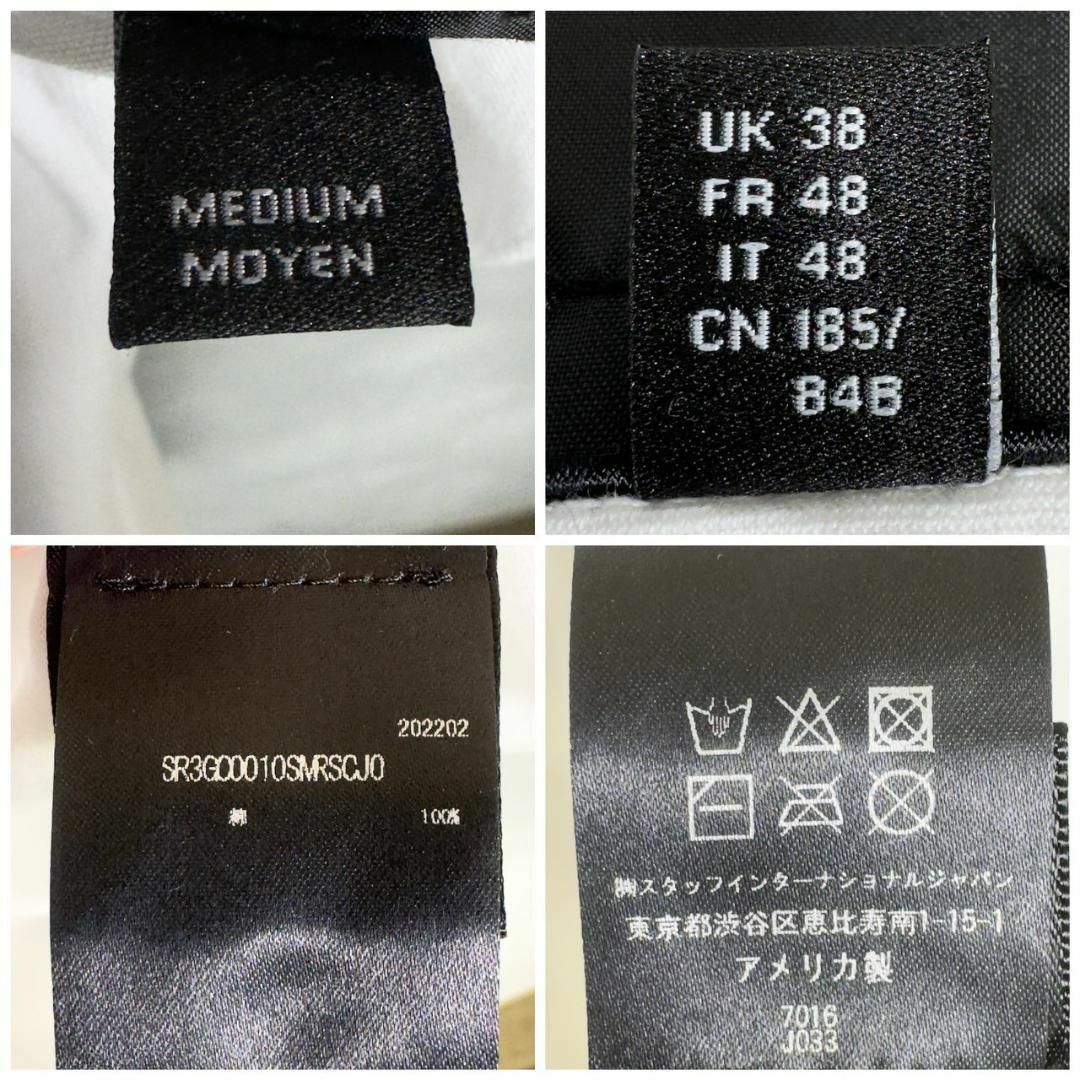 MEDIUM
MOYEN
UK 38
FR 48
IT 48
CN 185/
84B
202202
SR3GC0010SMRSCJ0
綿 100%
㈱スタッフインターナショナルジャパン
東京都渋谷区恵比寿南1-15-1
アメリカ製
7016
J033